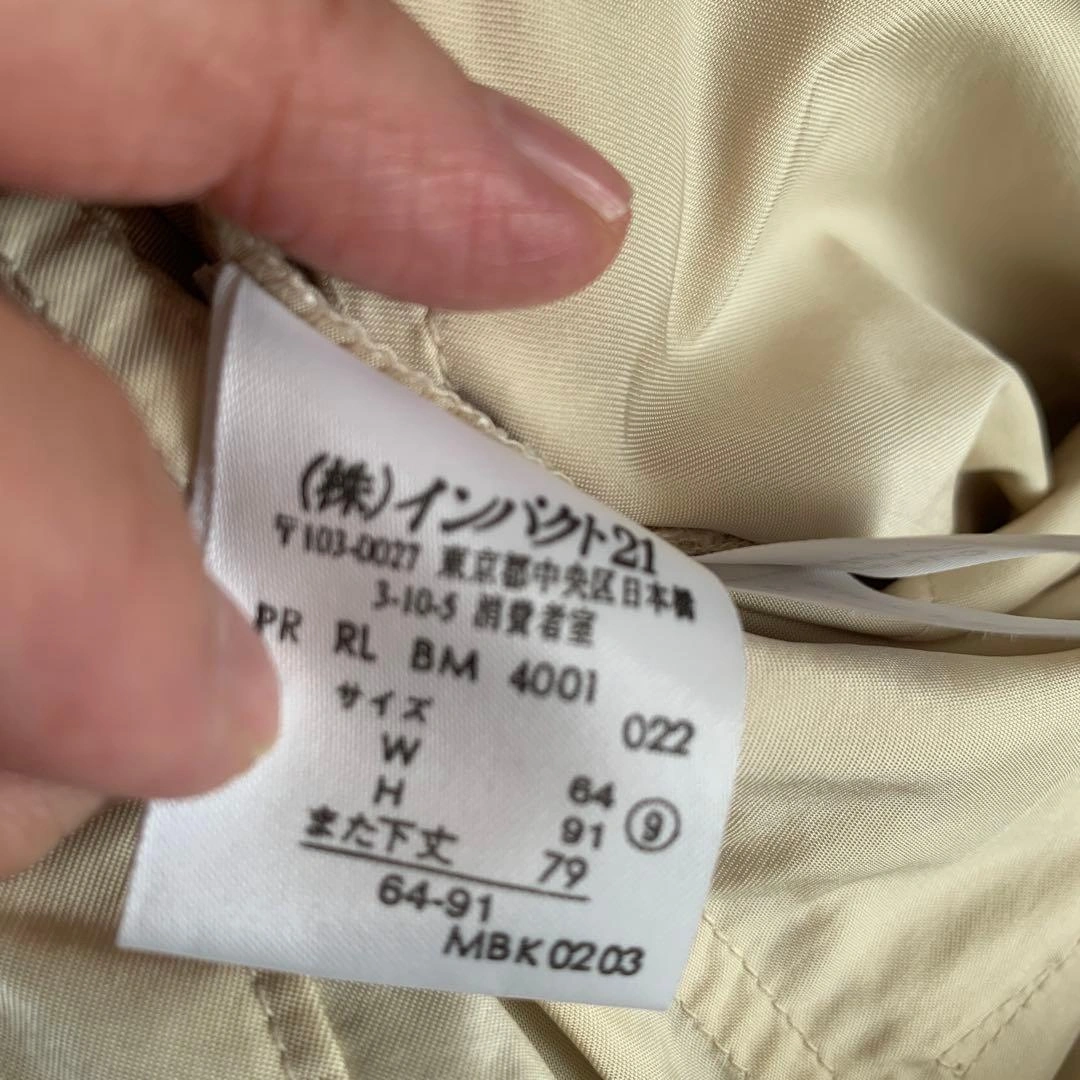 (株)インパクト21
〒103-0027 東京都中央区日本橋
3-10-5 消費者室
PR RL BM 4001
サイズ 022
W 64
H 91 ⑨
また下丈 79
64-91
MBK0203